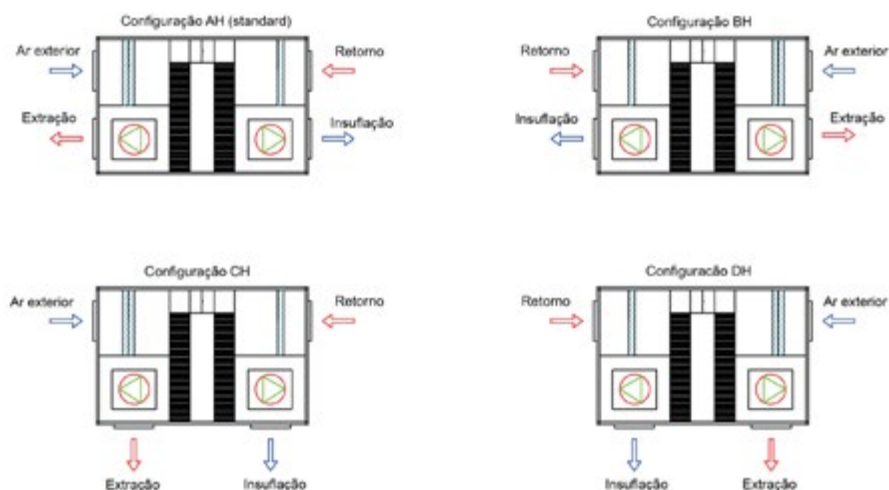 Configuração AH (standard)
Ar exterior
Retorno
Extração
Insuflação
Configuração BH
Retorno
Ar exterior
Insuflação
Extração
Configuração CH
Ar exterior
Retorno
Extração
Insuflação
Configuracão DH
Retorno
Ar exterior
Insuflação
Extração